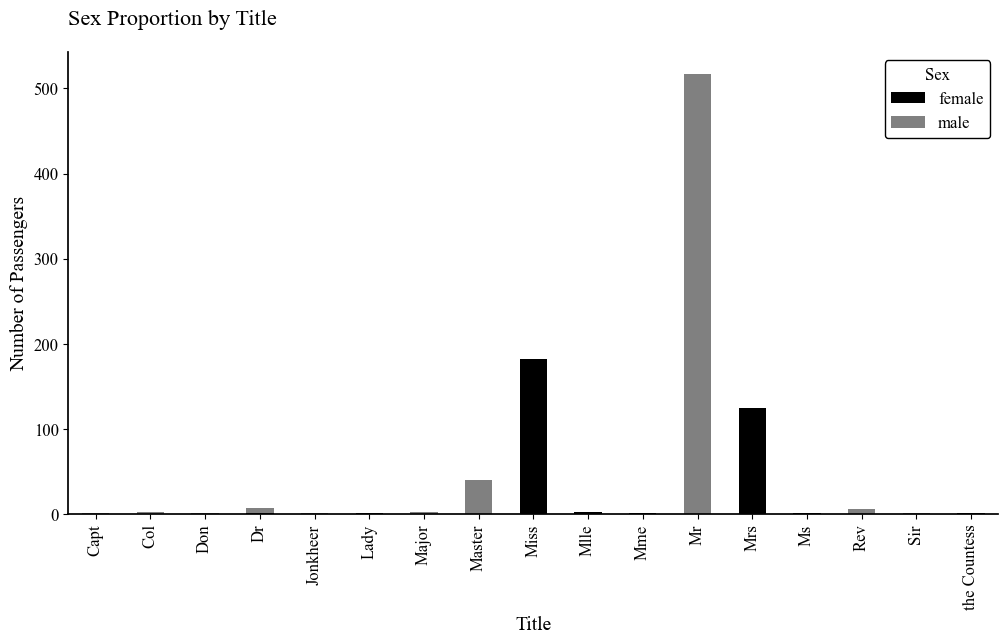 Sex Proportion by Title
Sex
female
male
Number of Passengers
500
400
300
200
100
0
Capt
Col
Don
Dr
Jonkheer
Lady
Major
Master
Miss
Mlle
Mme
Mr
Mrs
Ms
Rev
Sir
the Countess
Title